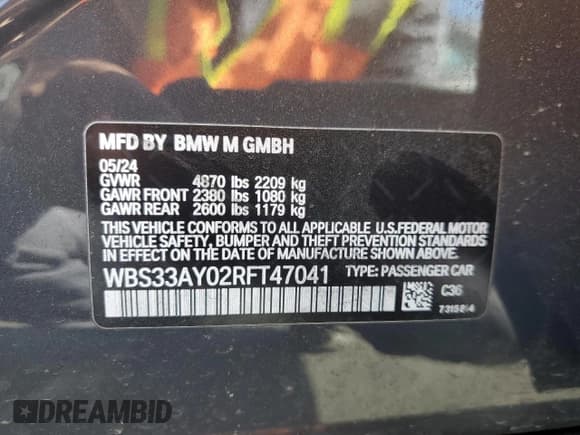 MFD BY BMW M GMBH
05/24
GVWR 4870 lbs 2209 kg
GAWR FRONT 2380 lbs 1080 kg
GAWR REAR 2600 lbs 1179 kg
THIS VEHICLE CONFORMS TO ALL APPLICABLE U.S.FEDERAL MOTOR
VEHICLE SAFETY, BUMPER AND THEFT PREVENTION STANDARDS
IN EFFECT ON THE DATE OF MANUFACTURE SHOWN ABOVE.
WBS33AY02RFT47041 TYPE: PASSENGER CAR
C36
DREAMBID